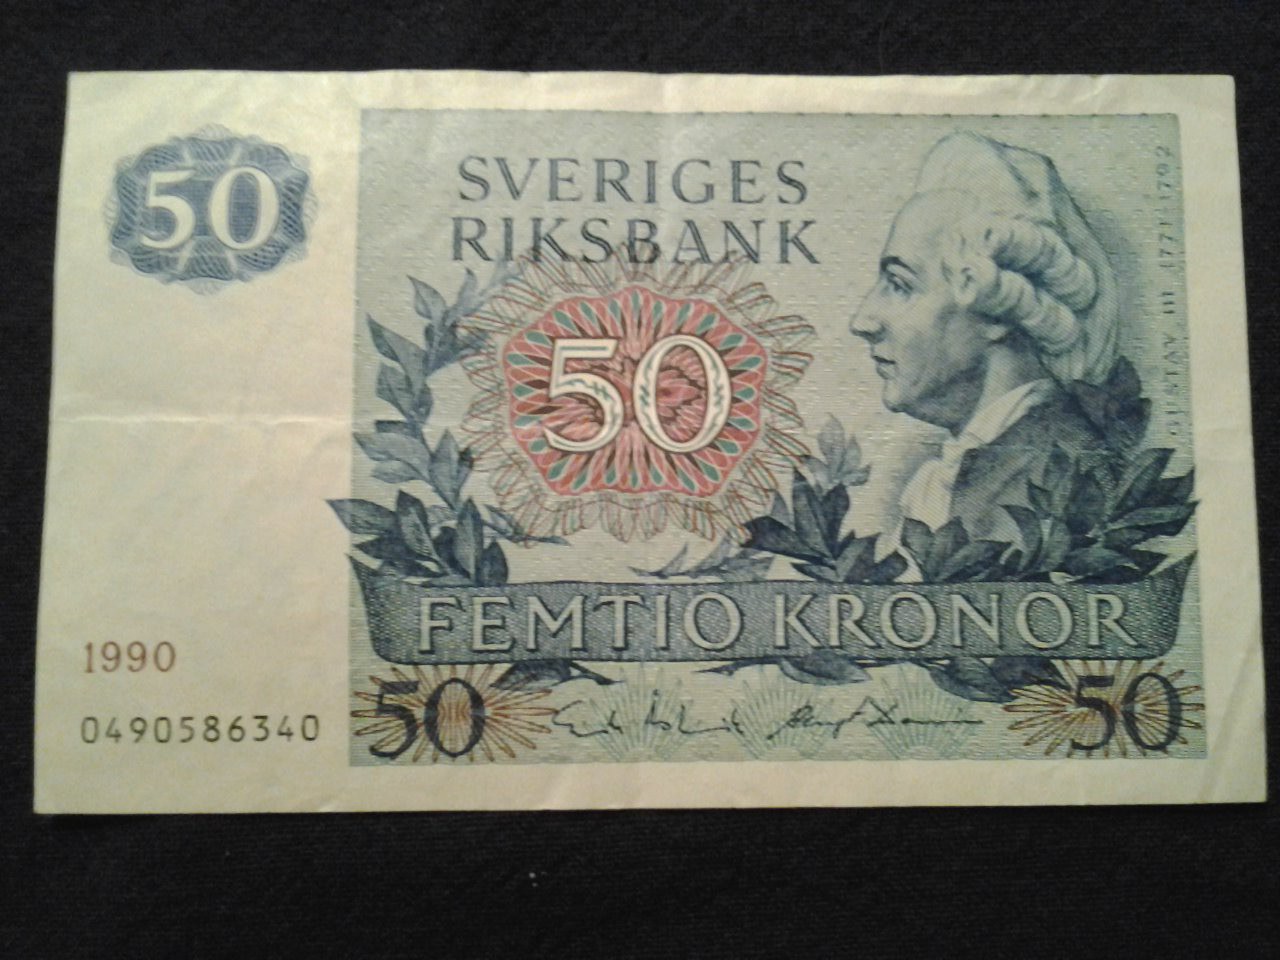 50
SVERIGES
RIKSBANK
GUSTAV III 1771-1792
50
FEMTIO KRONOR
1990
0490586340
50
50